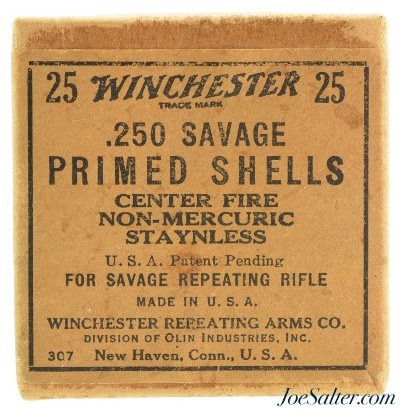 25 WINCHESTER 25
TRADE MARK
.250 SAVAGE
PRIMED SHELLS
CENTER FIRE
NON-MERCURIC
STAYNLESS
U. S. A. Patent Pending
FOR SAVAGE REPEATING RIFLE
MADE IN U. S. A.
WINCHESTER REPEATING ARMS CO.
DIVISION OF OLIN INDUSTRIES, INC.
307 New Haven, Conn., U. S. A.
JoeSalter.com